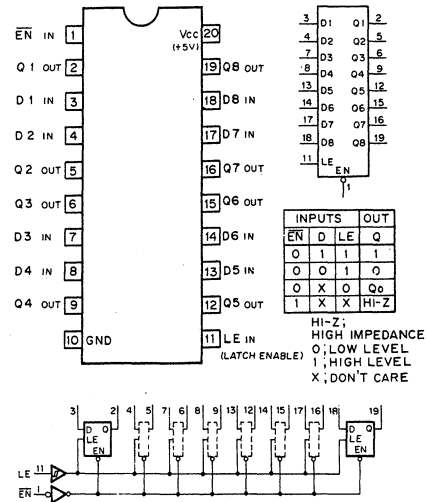 EN IN 1
Q1 OUT 2
D1 IN 3
D2 IN 4
Q2 OUT 5
Q3 OUT 6
D3 IN 7
D4 IN 8
Q4 OUT 9
10 GND
Vcc 20
(+5V)
19 Q8 OUT
18 D8 IN
17 D7 IN
16 Q7 OUT
15 Q6 OUT
14 D6 IN
13 D5 IN
12 Q5 OUT
11 LE IN
(LATCH ENABLE)
3 D1 Q1 2
4 D2 Q2 5
7 D3 Q3 6
8 D4 Q4 9
13 D5 Q5 12
14 D6 Q6 15
17 D7 Q7 16
18 D8 Q8 19
11 LE
EN
1
INPUTS OUT
EN D LE Q
0 1 1 1
0 0 1 0
0 X 0 Qo
1 X X HI-Z
HI-Z;
HIGH IMPEDANCE
0; LOW LEVEL
1; HIGH LEVEL
X; DON'T CARE
3 2 4 5 7 6 8 9 13 12 14 15 17 16 18 19
D Q D Q
LE LE
EN EN
LE 11
EN 1